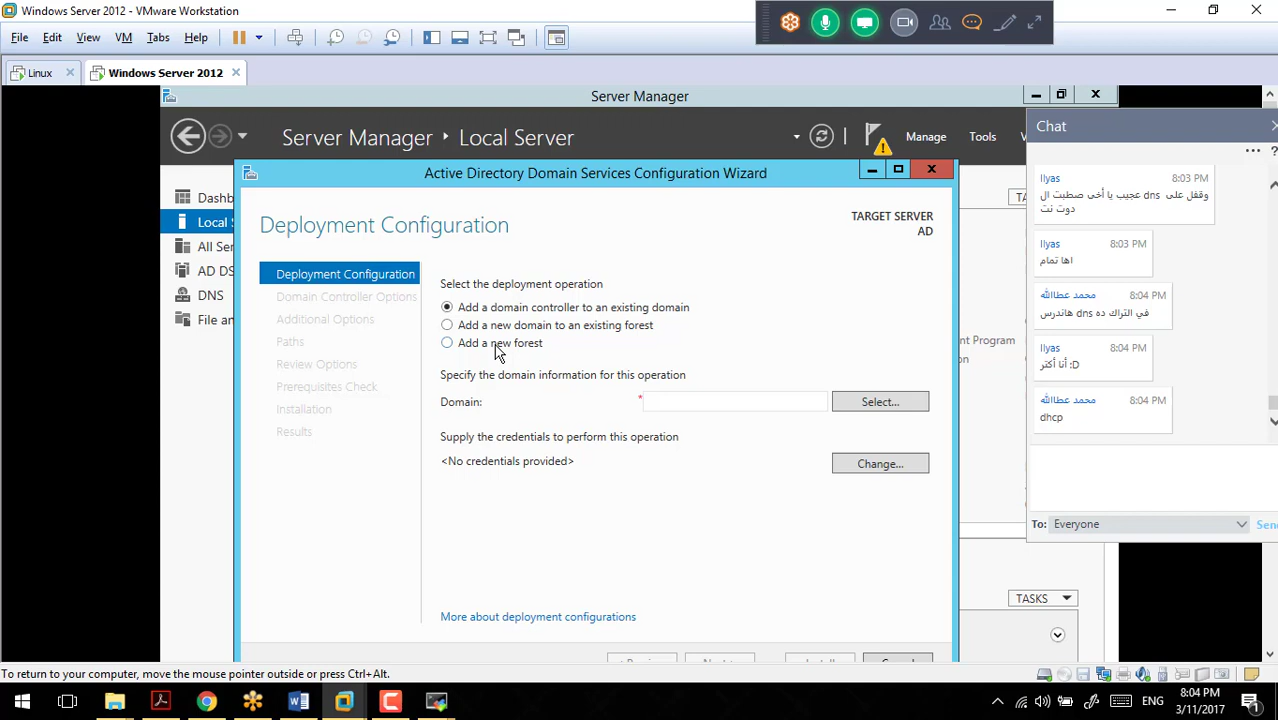 Windows Server 2012 - VMware Workstation
File Edit View VM Tabs Help
Linux
Windows Server 2012
Server Manager
Server Manager Local Server
Manage Tools
Active Directory Domain Services Configuration Wizard
Deployment Configuration
TARGET SERVER
AD
Dashb
Local S
All Ser
AD DS
DNS
File an
Deployment Configuration
Domain Controller Options
Additional Options
Paths
Review Options
Prerequisites Check
Installation
Results
Select the deployment operation
Add a domain controller to an existing domain
Add a new domain to an existing forest
Add a new forest
Specify the domain information for this operation
Domain:
*
Select...
Supply the credentials to perform this operation
<No credentials provided>
Change...
More about deployment configurations
TA
ent Program
on
TASKS
Chat
Ilyas 8:03 PM
وقفل على dns عجيب يا أخى صطبت ال
دوت نت
Ilyas 8:03 PM
اها تمام
محمد عطاالله 8:04 PM
في التراك ده dns هاندرس
Ilyas 8:04 PM
:D أنا أكتر
محمد عطاالله 8:04 PM
dhcp
To: Everyone
Send
To return to your computer, move the mouse pointer outside or press Ctrl+Alt.
ENG
8:04 PM
3/11/2017